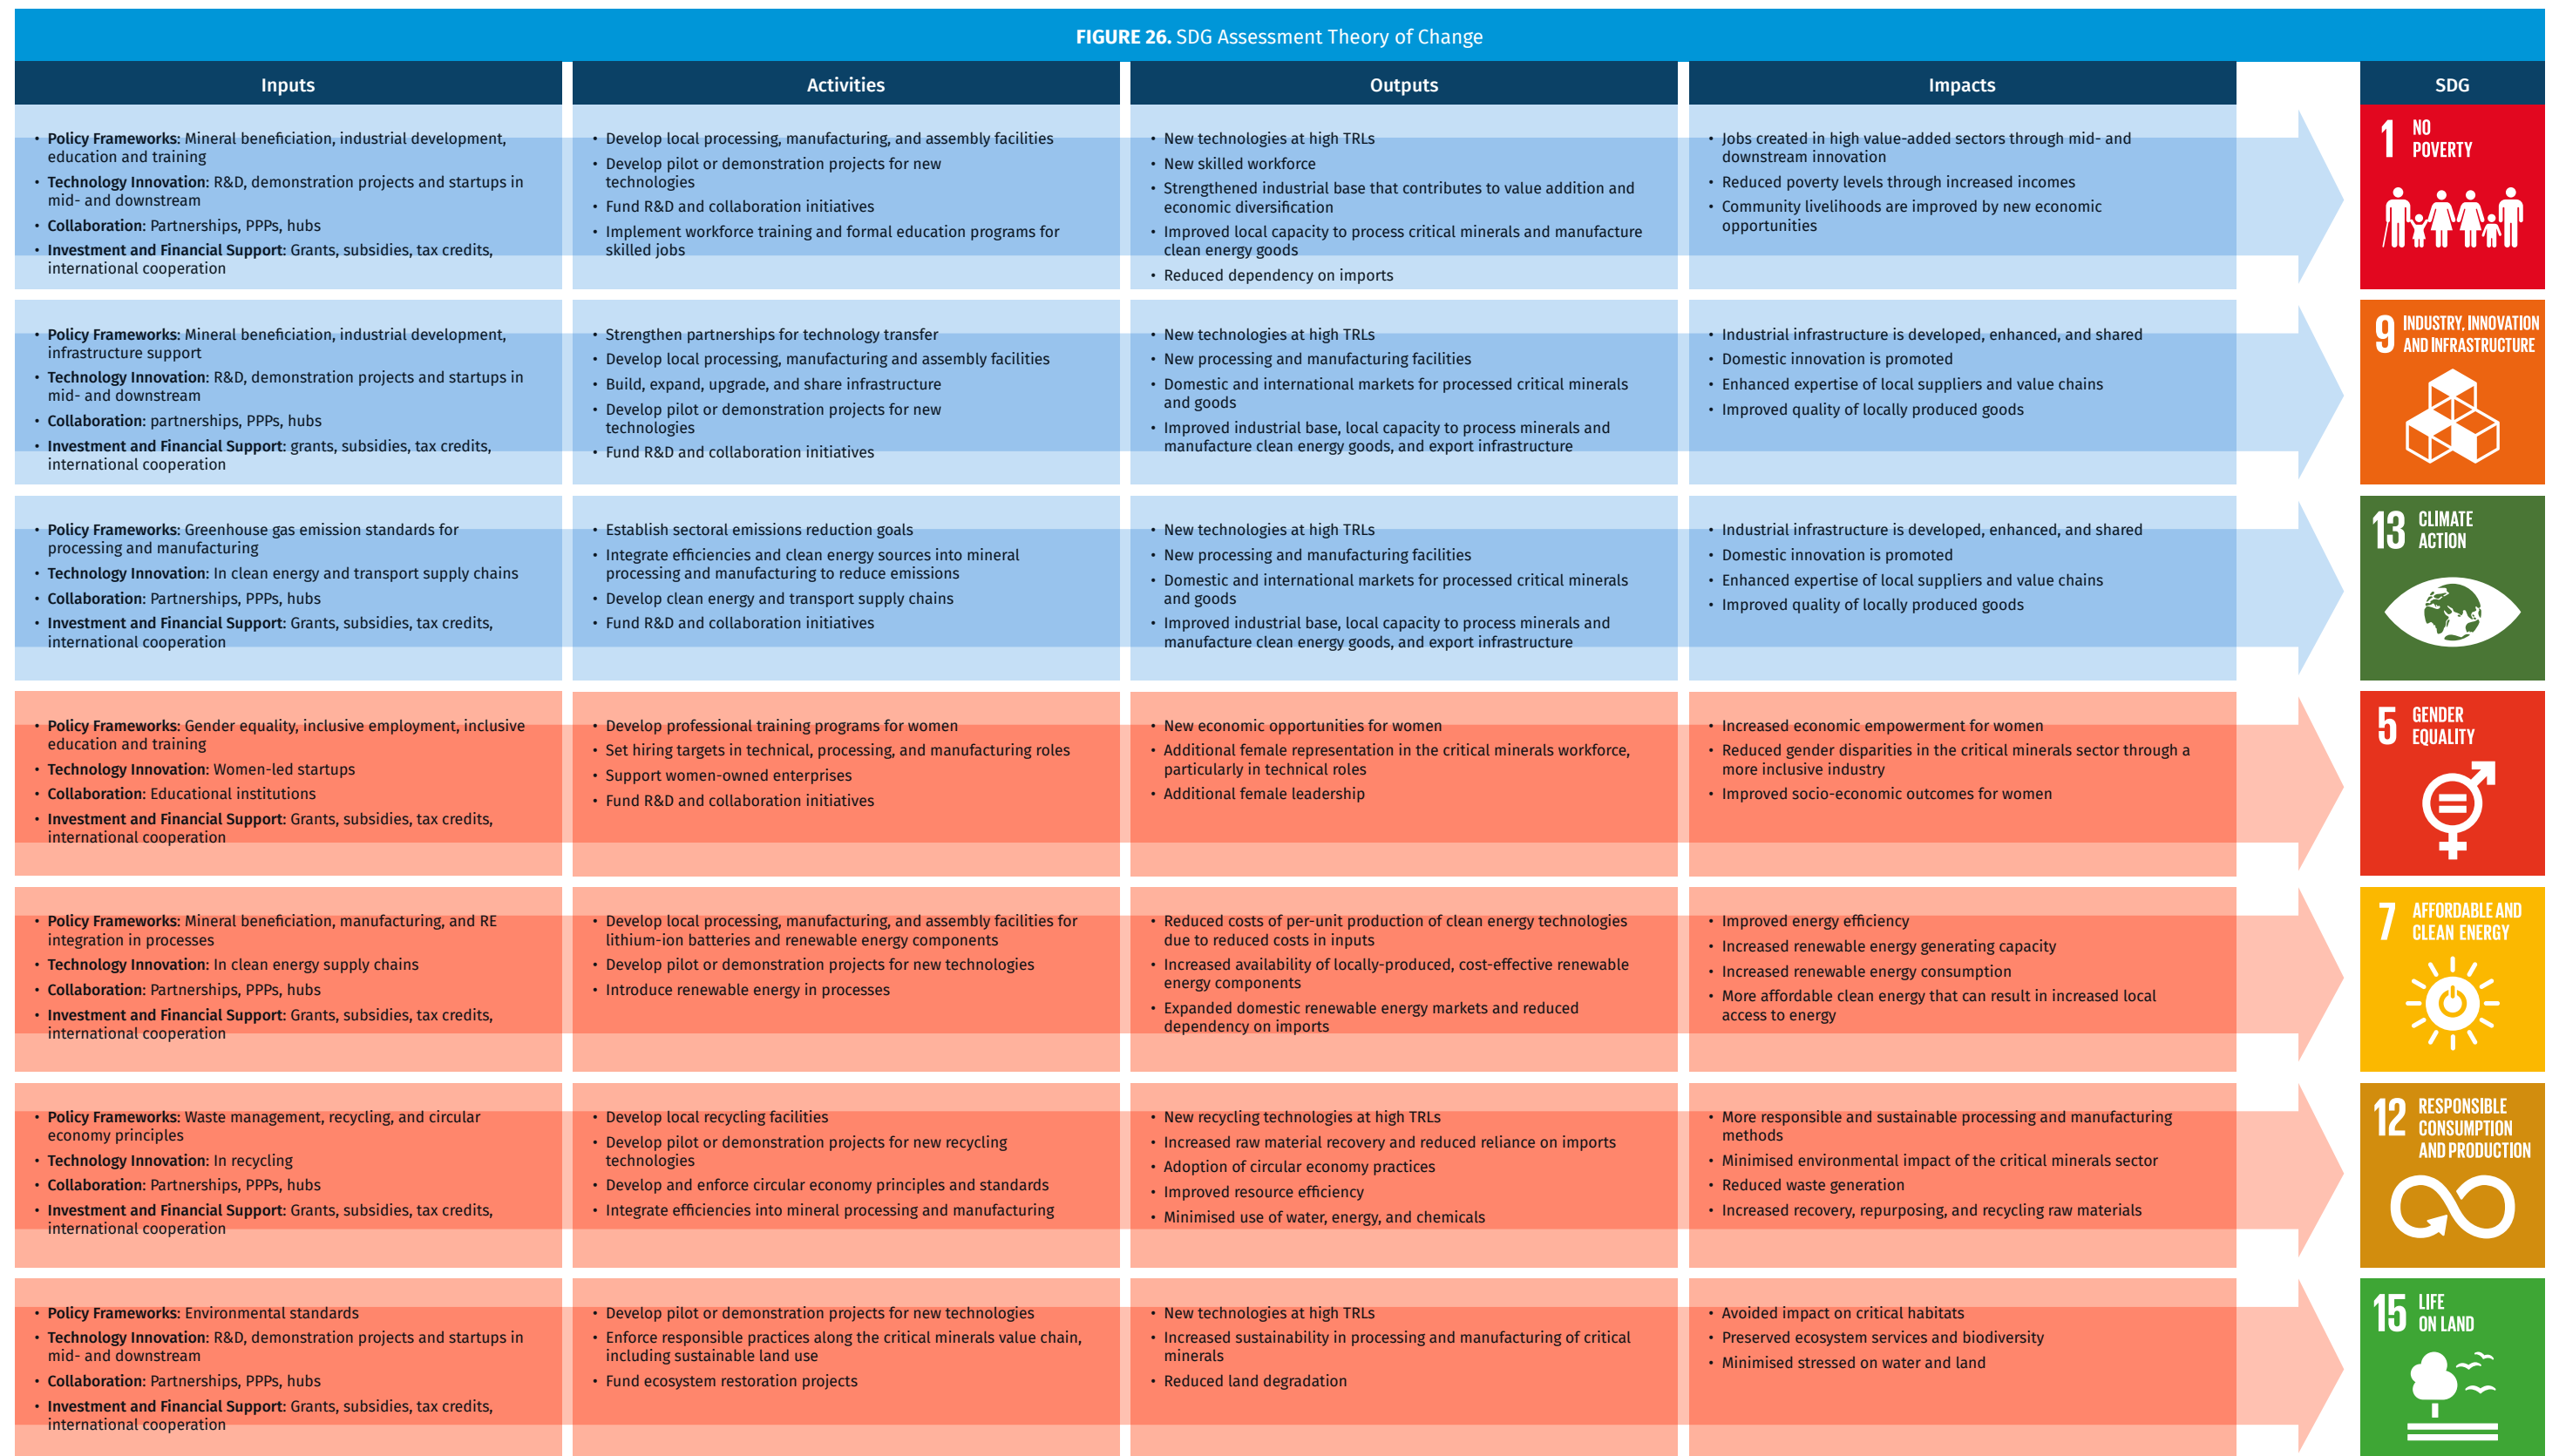 FIGURE 26. SDG Assessment Theory of Change
Inputs
Activities
Outputs
Impacts
SDG
• Policy Frameworks: Mineral beneficiation, industrial development,
education and training
• Technology Innovation: R&D, demonstration projects and startups in
mid- and downstream
• Collaboration: Partnerships, PPPs, hubs
• Investment and Financial Support: Grants, subsidies, tax credits,
international cooperation
• Develop local processing, manufacturing, and assembly facilities
• Develop pilot or demonstration projects for new
technologies
• Fund R&D and collaboration initiatives
• Implement workforce training and formal education programs for
skilled jobs
• New technologies at high TRLs
• New skilled workforce
• Strengthened industrial base that contributes to value addition and
economic diversification
• Improved local capacity to process critical minerals and manufacture
clean energy goods
• Reduced dependency on imports
• Jobs created in high value-added sectors through mid- and
downstream innovation
• Reduced poverty levels through increased incomes
• Community livelihoods are improved by new economic
opportunities
1 NO
POVERTY
• Policy Frameworks: Mineral beneficiation, industrial development,
infrastructure support
• Technology Innovation: R&D, demonstration projects and startups in
mid- and downstream
• Collaboration: partnerships, PPPs, hubs
• Investment and Financial Support: grants, subsidies, tax credits,
international cooperation
• Strengthen partnerships for technology transfer
• Develop local processing, manufacturing and assembly facilities
• Build, expand, upgrade, and share infrastructure
• Develop pilot or demonstration projects for new
technologies
• Fund R&D and collaboration initiatives
• New technologies at high TRLs
• New processing and manufacturing facilities
• Domestic and international markets for processed critical minerals
and goods
• Improved industrial base, local capacity to process minerals and
manufacture clean energy goods, and export infrastructure
• Industrial infrastructure is developed, enhanced, and shared
• Domestic innovation is promoted
• Enhanced expertise of local suppliers and value chains
• Improved quality of locally produced goods
9 INDUSTRY, INNOVATION
AND INFRASTRUCTURE
• Policy Frameworks: Greenhouse gas emission standards for
processing and manufacturing
• Technology Innovation: In clean energy and transport supply chains
• Collaboration: Partnerships, PPPs, hubs
• Investment and Financial Support: Grants, subsidies, tax credits,
international cooperation
• Establish sectoral emissions reduction goals
• Integrate efficiencies and clean energy sources into mineral
processing and manufacturing to reduce emissions
• Develop clean energy and transport supply chains
• Fund R&D and collaboration initiatives
• New technologies at high TRLs
• New processing and manufacturing facilities
• Domestic and international markets for processed critical minerals
and goods
• Improved industrial base, local capacity to process minerals and
manufacture clean energy goods, and export infrastructure
• Industrial infrastructure is developed, enhanced, and shared
• Domestic innovation is promoted
• Enhanced expertise of local suppliers and value chains
• Improved quality of locally produced goods
13 CLIMATE
ACTION
• Policy Frameworks: Gender equality, inclusive employment, inclusive
education and training
• Technology Innovation: Women-led startups
• Collaboration: Educational institutions
• Investment and Financial Support: Grants, subsidies, tax credits,
international cooperation
• Develop professional training programs for women
• Set hiring targets in technical, processing, and manufacturing roles
• Support women-owned enterprises
• Fund R&D and collaboration initiatives
• New economic opportunities for women
• Additional female representation in the critical minerals workforce,
particularly in technical roles
• Additional female leadership
• Increased economic empowerment for women
• Reduced gender disparities in the critical minerals sector through a
more inclusive industry
• Improved socio-economic outcomes for women
5 GENDER
EQUALITY
• Policy Frameworks: Mineral beneficiation, manufacturing, and RE
integration in processes
• Technology Innovation: In clean energy supply chains
• Collaboration: Partnerships, PPPs, hubs
• Investment and Financial Support: Grants, subsidies, tax credits,
international cooperation
• Develop local processing, manufacturing, and assembly facilities for
lithium-ion batteries and renewable energy components
• Develop pilot or demonstration projects for new technologies
• Introduce renewable energy in processes
• Reduced costs of per-unit production of clean energy technologies
due to reduced costs in inputs
• Increased availability of locally-produced, cost-effective renewable
energy components
• Expanded domestic renewable energy markets and reduced
dependency on imports
• Improved energy efficiency
• Increased renewable energy generating capacity
• Increased renewable energy consumption
• More affordable clean energy that can result in increased local
access to energy
7 AFFORDABLE AND
CLEAN ENERGY
• Policy Frameworks: Waste management, recycling, and circular
economy principles
• Technology Innovation: In recycling
• Collaboration: Partnerships, PPPs, hubs
• Investment and Financial Support: Grants, subsidies, tax credits,
international cooperation
• Develop local recycling facilities
• Develop pilot or demonstration projects for new recycling
technologies
• Develop and enforce circular economy principles and standards
• Integrate efficiencies into mineral processing and manufacturing
• New recycling technologies at high TRLs
• Increased raw material recovery and reduced reliance on imports
• Adoption of circular economy practices
• Improved resource efficiency
• Minimised use of water, energy, and chemicals
• More responsible and sustainable processing and manufacturing
methods
• Minimised environmental impact of the critical minerals sector
• Reduced waste generation
• Increased recovery, repurposing, and recycling raw materials
12 RESPONSIBLE
CONSUMPTION
AND PRODUCTION
• Policy Frameworks: Environmental standards
• Technology Innovation: R&D, demonstration projects and startups in
mid- and downstream
• Collaboration: Partnerships, PPPs, hubs
• Investment and Financial Support: Grants, subsidies, tax credits,
international cooperation
• Develop pilot or demonstration projects for new technologies
• Enforce responsible practices along the critical minerals value chain,
including sustainable land use
• Fund ecosystem restoration projects
• New technologies at high TRLs
• Increased sustainability in processing and manufacturing of critical
minerals
• Reduced land degradation
• Avoided impact on critical habitats
• Preserved ecosystem services and biodiversity
• Minimised stressed on water and land
15 LIFE
ON LAND